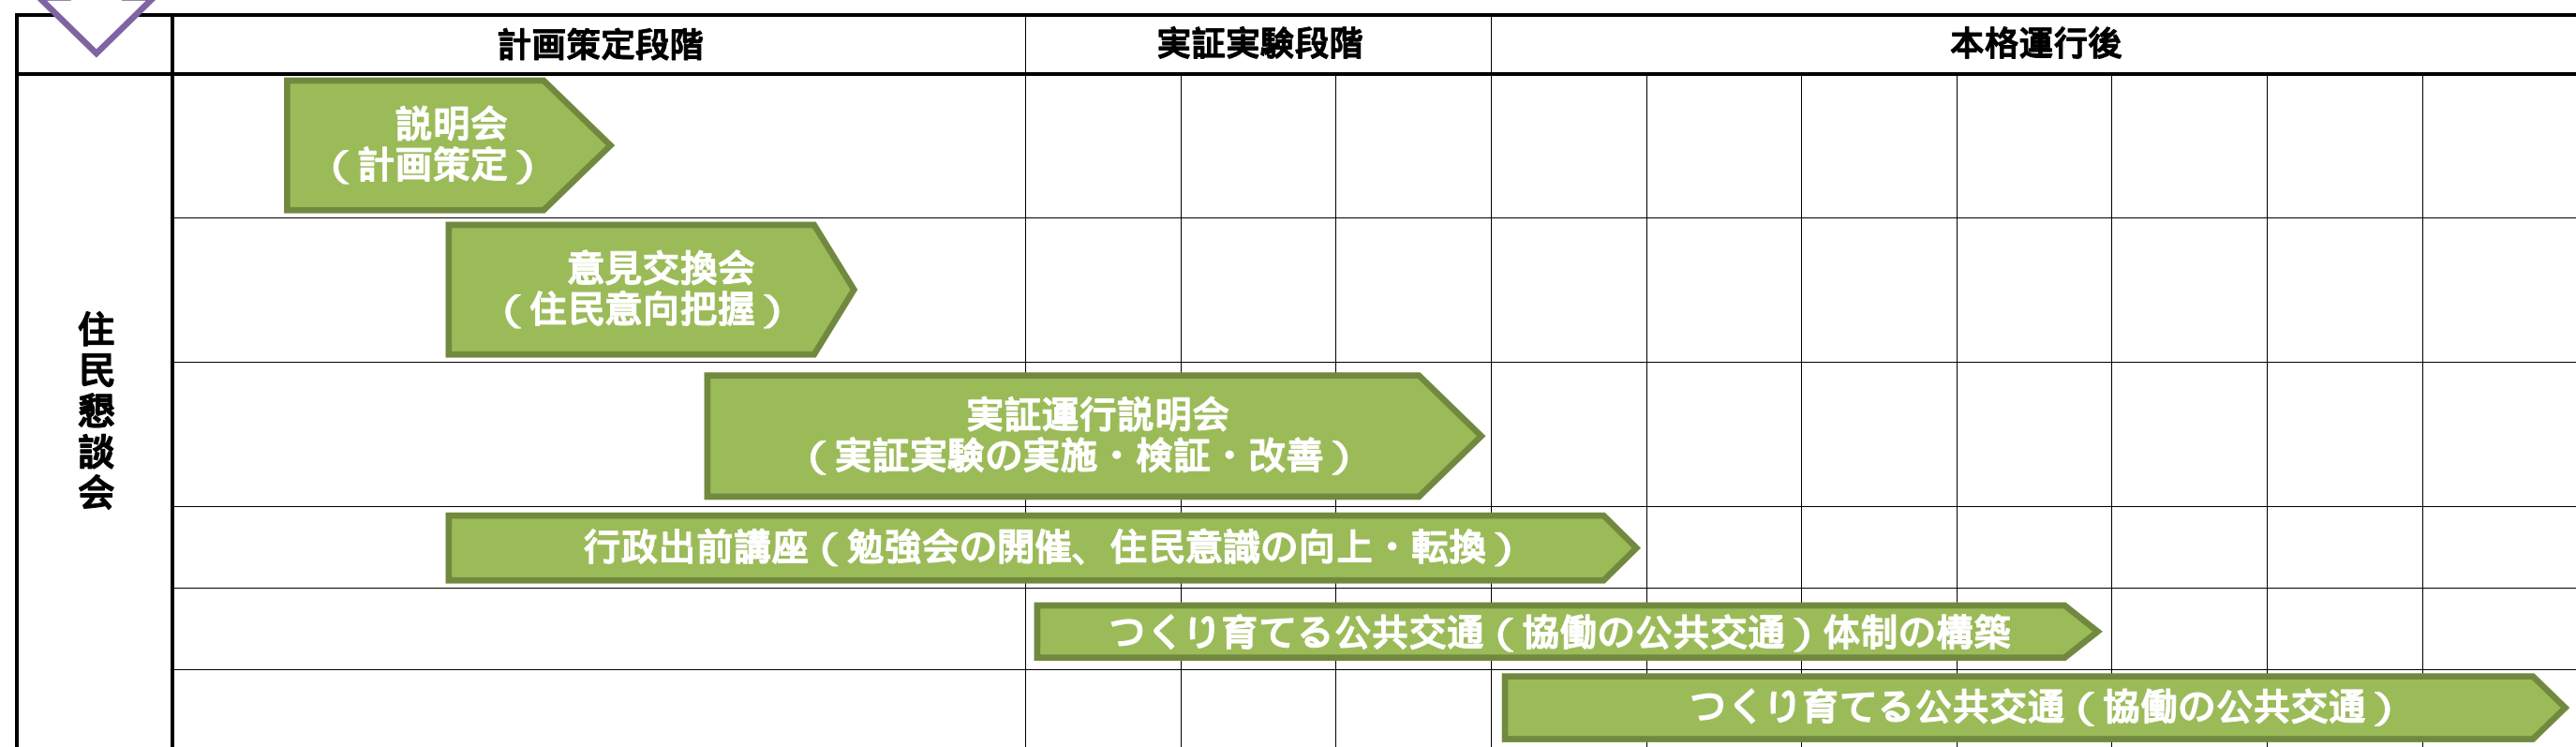 計画策定段階
実証実験段階
本格運行後
住民懇談会
説明会
（計画策定）
意見交換会
（住民意向把握）
実証運行説明会
（実証実験の実施・検証・改善）
行政出前講座（勉強会の開催、住民意識の向上・転換）
つくり育てる公共交通（協働の公共交通）体制の構築
つくり育てる公共交通（協働の公共交通）